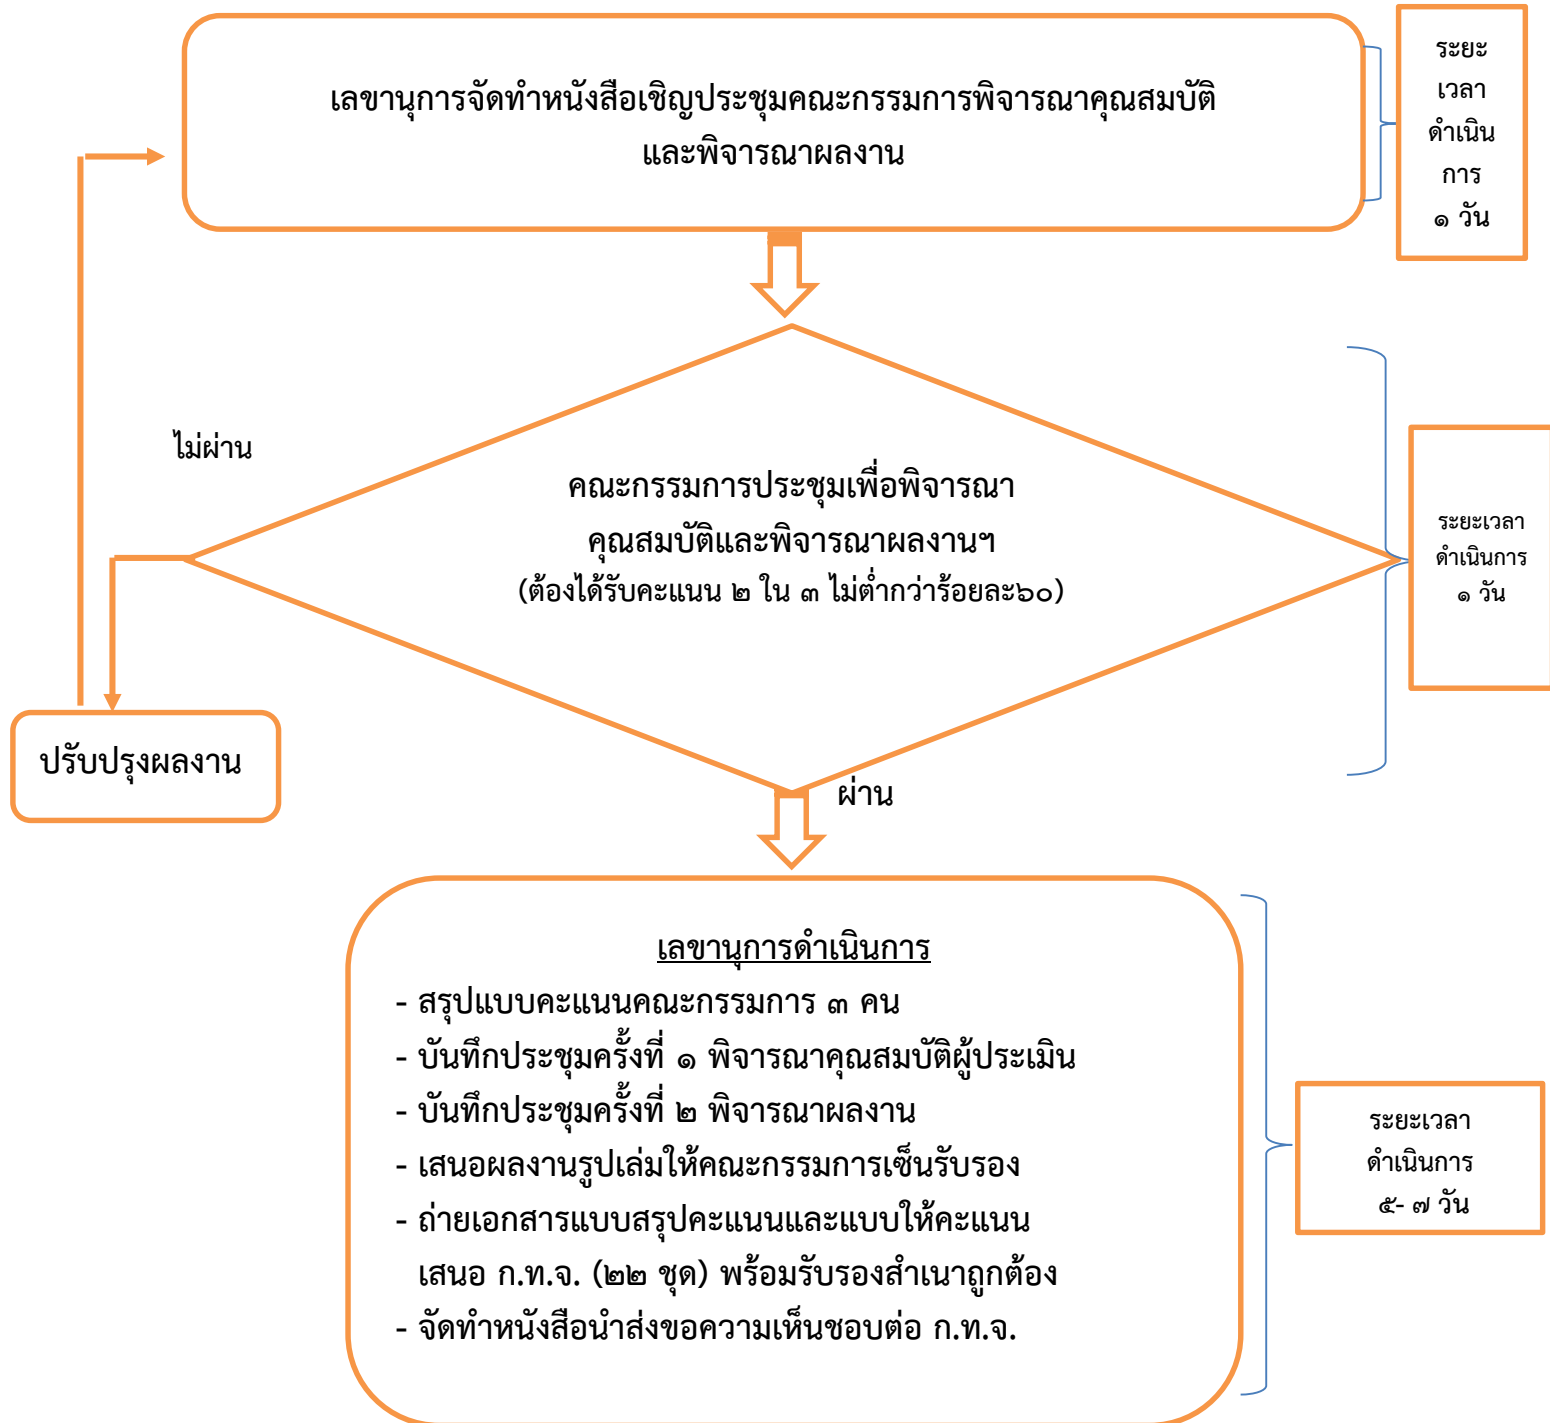 เลขานุการจัดทำหนังสือเชิญประชุมคณะกรรมการพิจารณาคุณสมบัติ
และพิจารณาผลงาน
ระยะ
เวลา
ดำเนิน
การ
๑ วัน
ไม่ผ่าน
คณะกรรมการประชุมเพื่อพิจารณา
คุณสมบัติและพิจารณาผลงานฯ
(ต้องได้รับคะแนน ๒ ใน ๓ ไม่ต่ำกว่าร้อยละ๖๐)
ระยะเวลา
ดำเนินการ
๑ วัน
ปรับปรุงผลงาน
ผ่าน
เลขานุการดำเนินการ
- สรุปแบบคะแนนคณะกรรมการ ๓ คน
- บันทึกประชุมครั้งที่ ๑ พิจารณาคุณสมบัติผู้ประเมิน
- บันทึกประชุมครั้งที่ ๒ พิจารณาผลงาน
- เสนอผลงานรูปเล่มให้คณะกรรมการเซ็นรับรอง
- ถ่ายเอกสารแบบสรุปคะแนนและแบบให้คะแนน
เสนอ ก.ท.จ. (๒๒ ชุด) พร้อมรับรองสำเนาถูกต้อง
- จัดทำหนังสือนำส่งขอความเห็นชอบต่อ ก.ท.จ.
ระยะเวลา
ดำเนินการ
๕- ๗ วัน